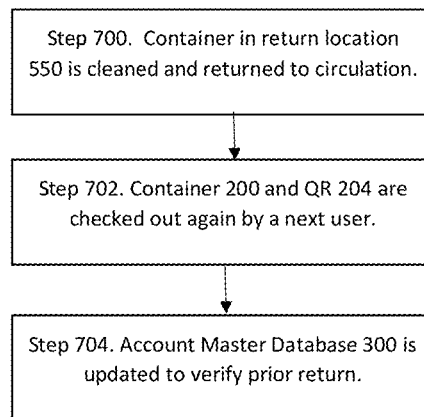 Step 700.  Container in return location
550 is cleaned and returned to circulation.
Step 702. Container 200 and QR 204 are
checked out again by a next user.
Step 704. Account Master Database 300 is
updated to verify prior return.